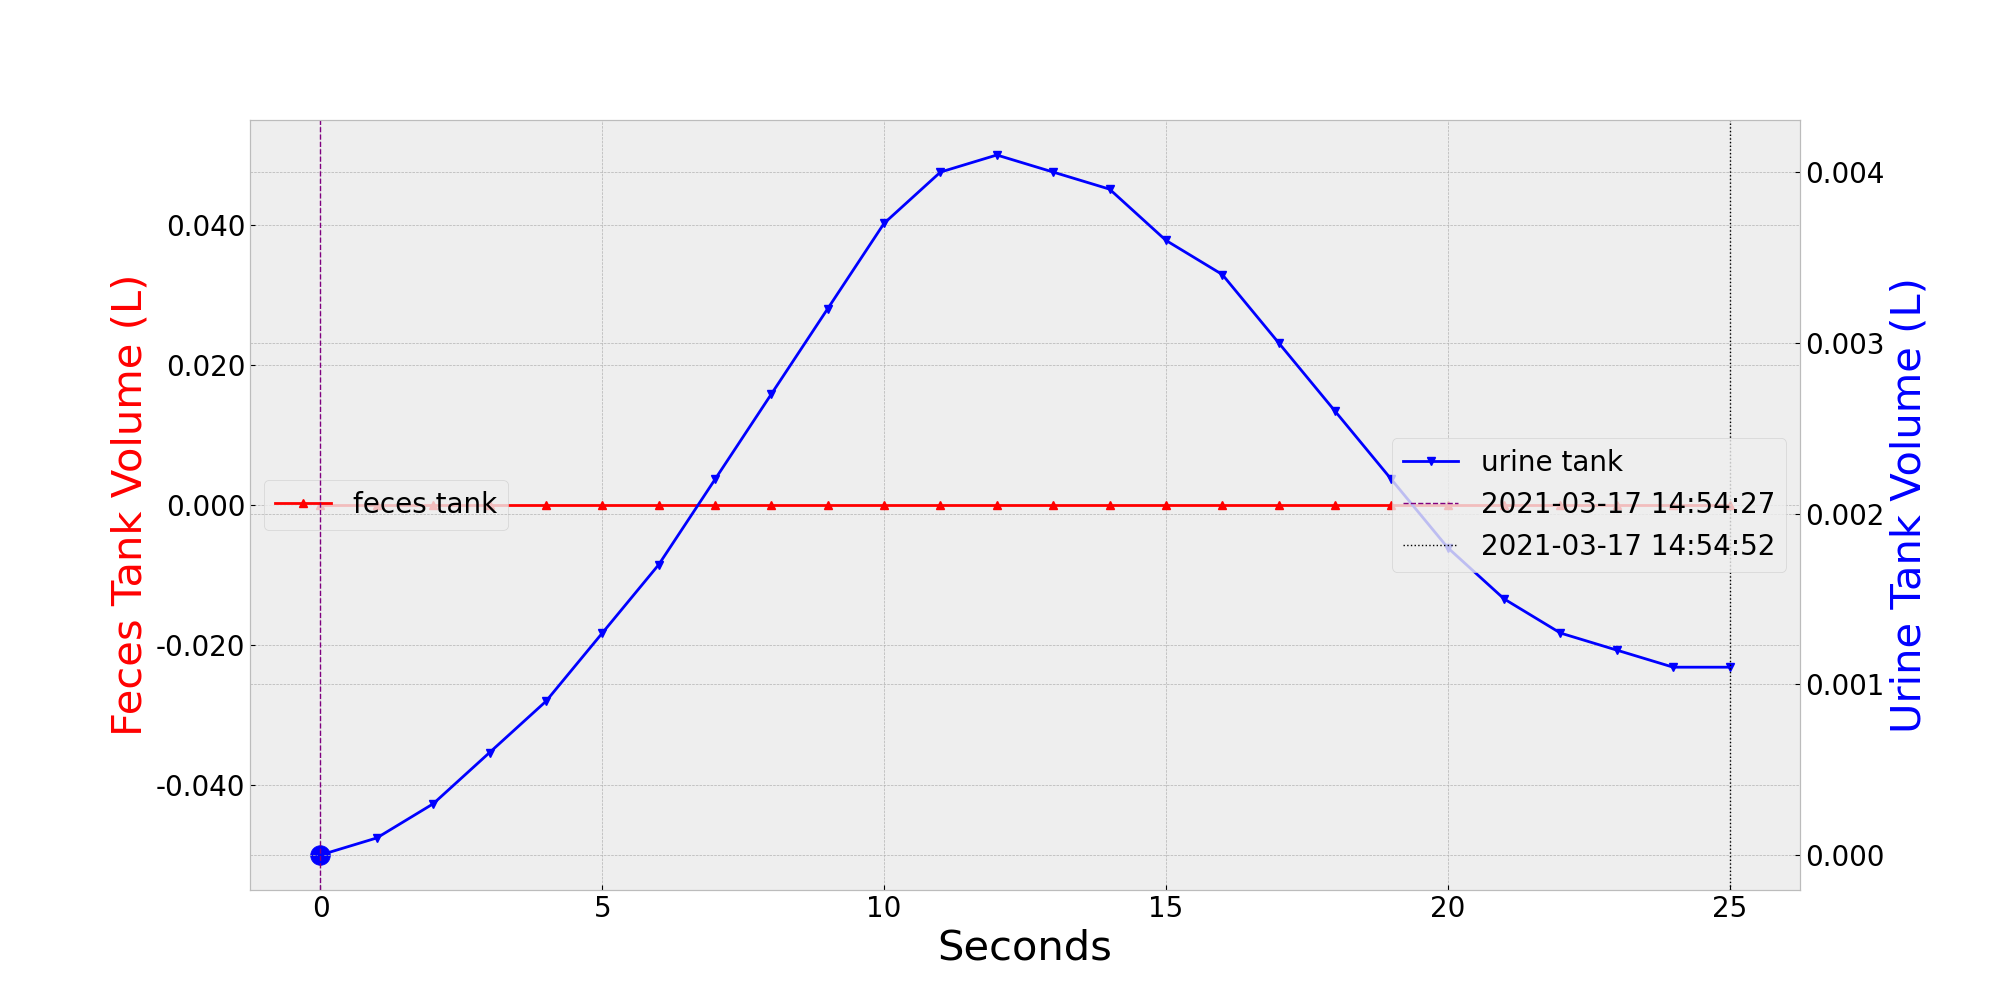 Feces Tank Volume (L)
0.040
0.020
0.000
-0.020
-0.040
feces tank
urine tank
2021-03-17 14:54:27
2021-03-17 14:54:52
0.004
0.003
0.002
0.001
0.000
Urine Tank Volume (L)
0 5 10 15 20 25
Seconds